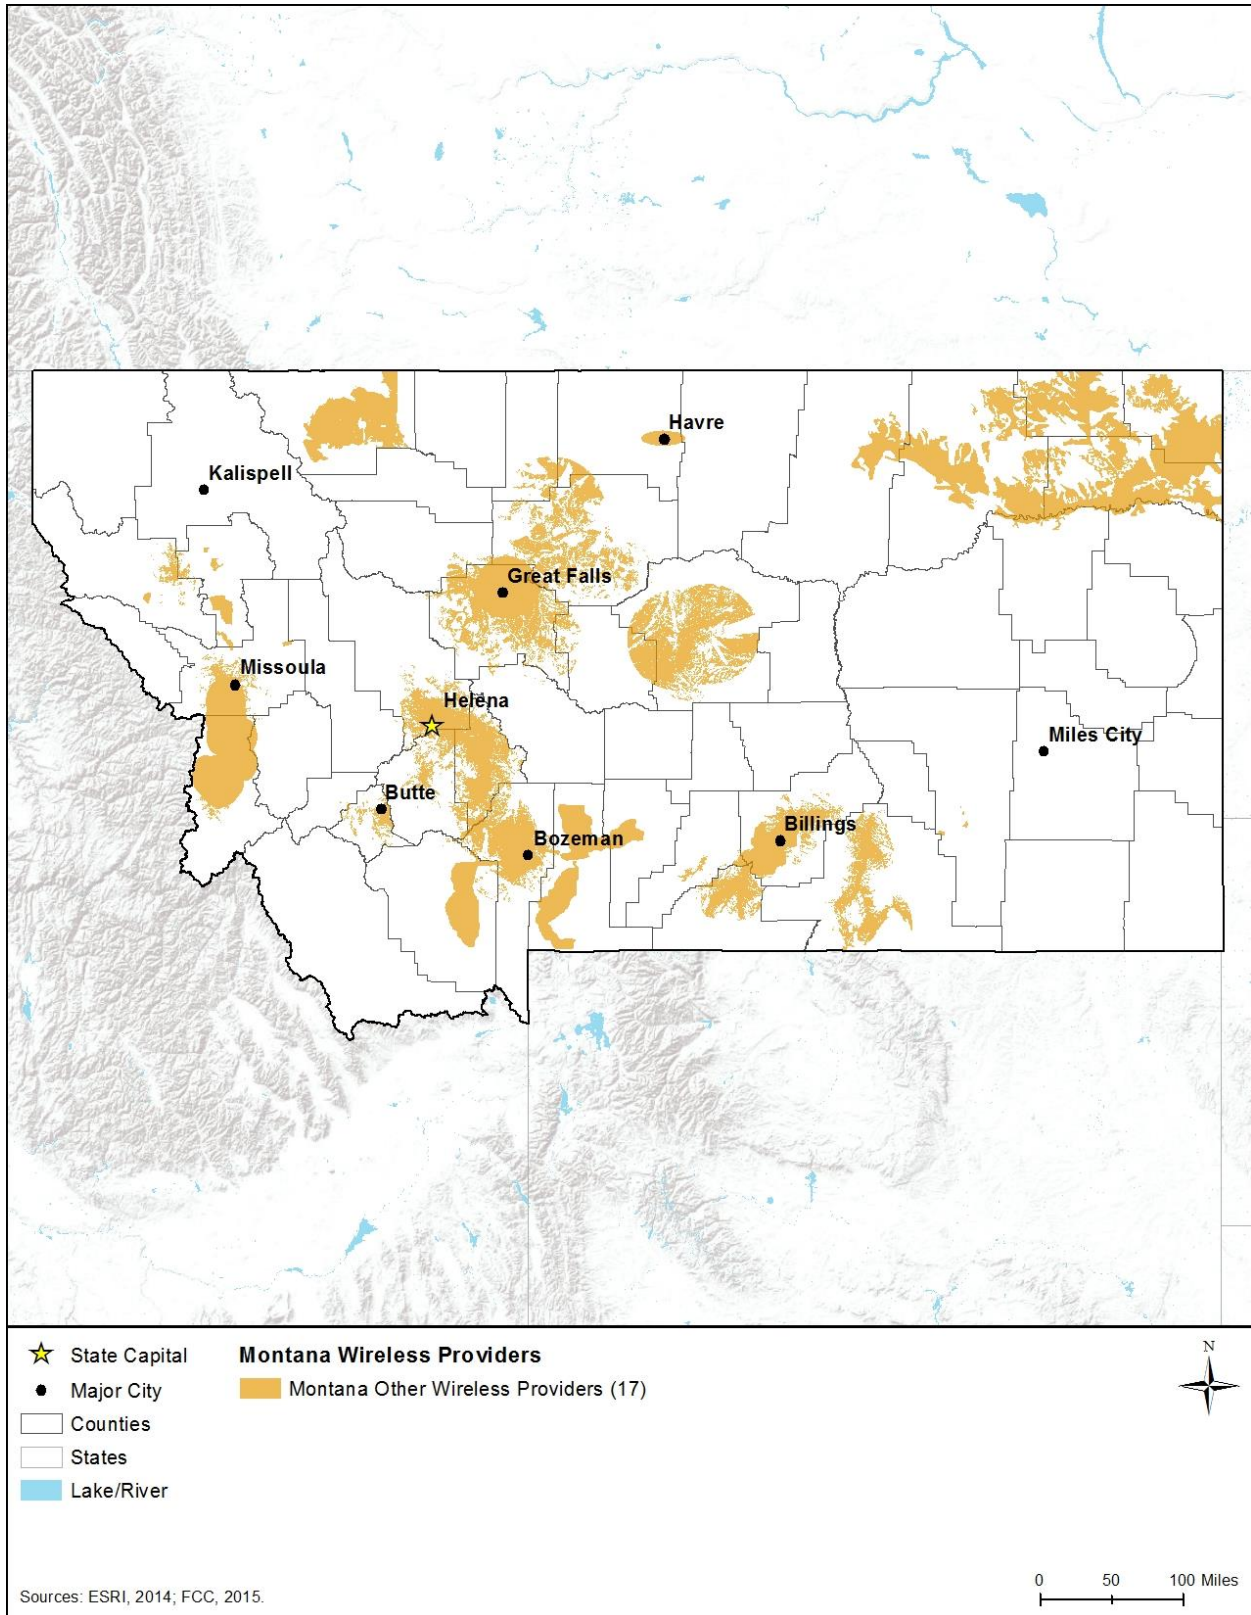 Havre
Kalispell
Great Falls
Missoula
Helena
Miles City
Butte
Billings
Bozeman
State Capital
Montana Wireless Providers
N
Major City
Montana Other Wireless Providers (17)
Counties
States
Lake/River
Sources: ESRI, 2014; FCC, 2015.
0 50 100 Miles